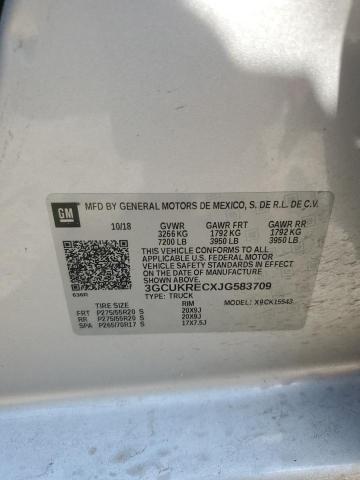 GM
MFD BY GENERAL MOTORS DE MEXICO, S. DE R.L. DE C.V.
10/18 GVWR GAWR FRT GAWR RR
3266 KG 1792 KG 1792 KG
7200 LB 3950 LB 3950 LB
THIS VEHICLE CONFORMS TO ALL
APPLICABLE U.S. FEDERAL MOTOR
VEHICLE SAFETY STANDARDS IN
EFFECT ON THE DATE OF MANUFACTURE
SHOWN ABOVE.
3GCUKRECXJG583709
TYPE: TRUCK
MODEL: X9CK15543
TIRE SIZE RIM
FRT P275/55R20 S 20X9J
RR P275/55R20 S 20X9J
SPA P265/70R17 S 17X7.5J